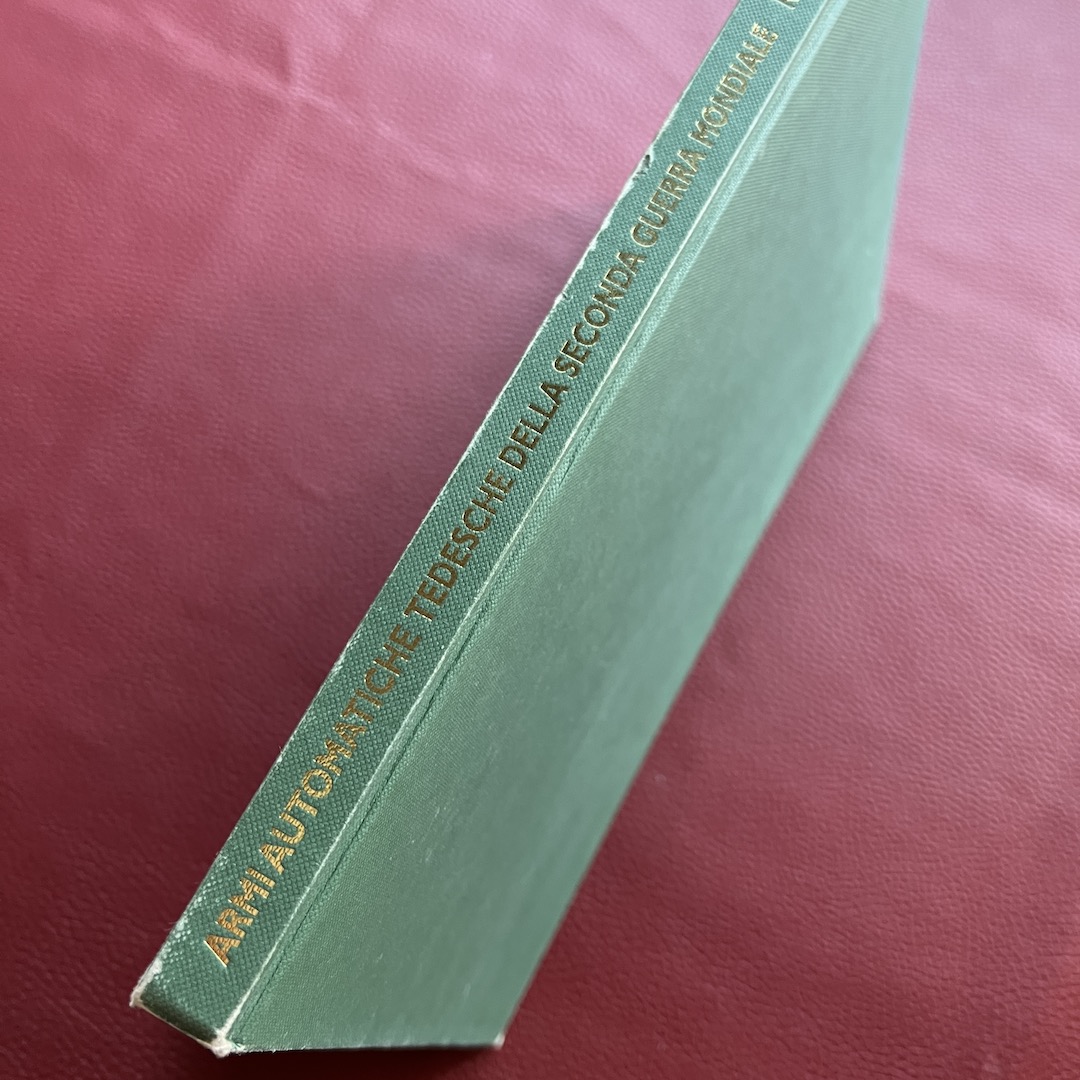 ARMI AUTOMATICHE TEDESCHE DELLA SECONDA GUERRA MONDIALE